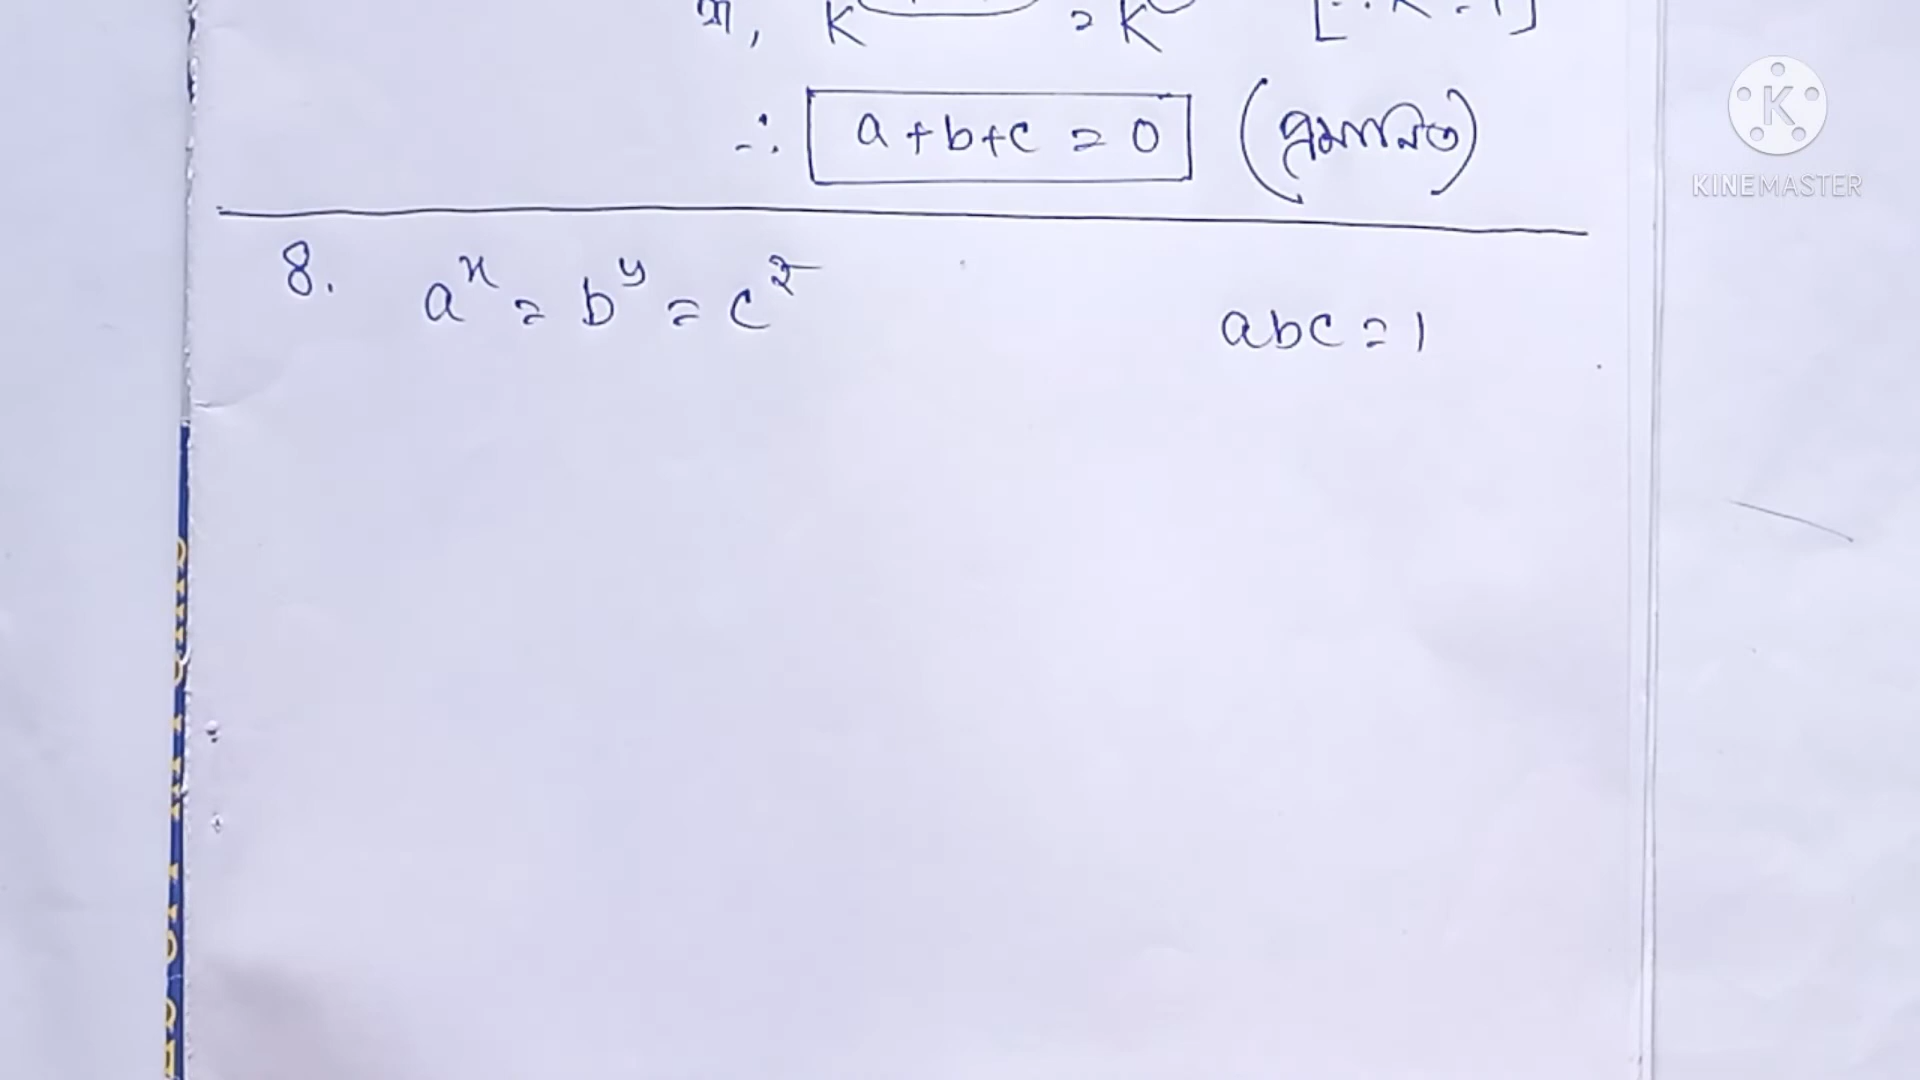 যা, K = K
∴ a + b + c = 0 (প্রমাণিত)
8. aˣ = bʸ = cᶻ abc = 1
KINEMASTER